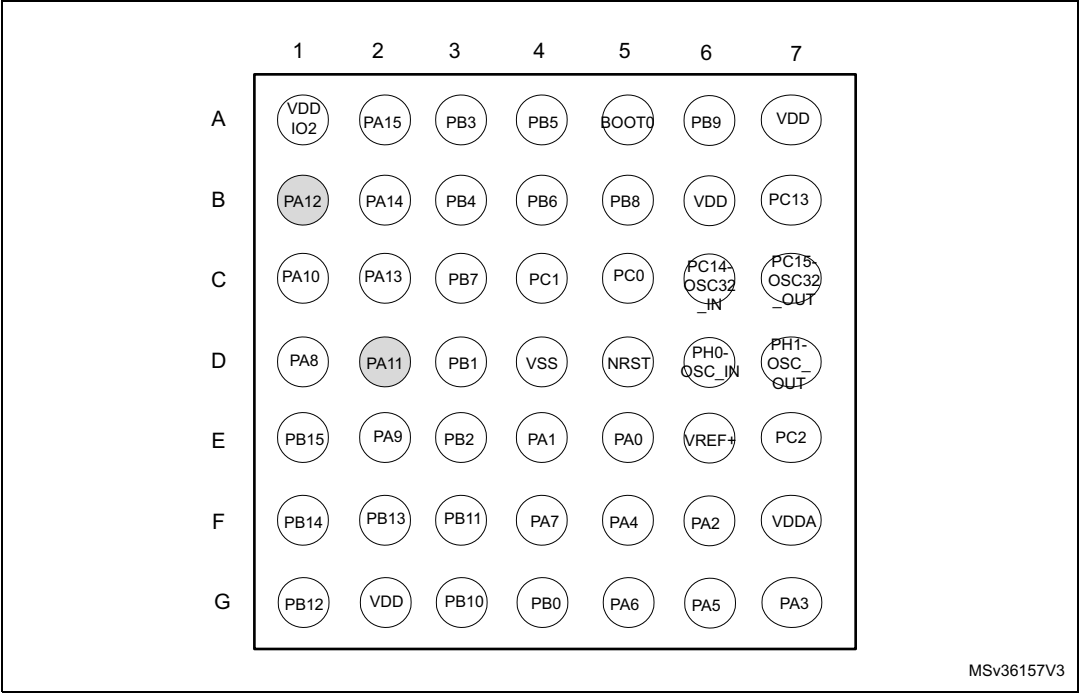 1 2 3 4 5 6 7
A VDD IO2 PA15 PB3 PB5 BOOT0 PB9 VDD
B PA12 PA14 PB4 PB6 PB8 VDD PC13
C PA10 PA13 PB7 PC1 PC0 PC14-OSC32_IN PC15-OSC32_OUT
D PA8 PA11 PB1 VSS NRST PH0-OSC_IN PH1-OSC_OUT
E PB15 PA9 PB2 PA1 PA0 VREF+ PC2
F PB14 PB13 PB11 PA7 PA4 PA2 VDDA
G PB12 VDD PB10 PB0 PA6 PA5 PA3
MSv36157V3